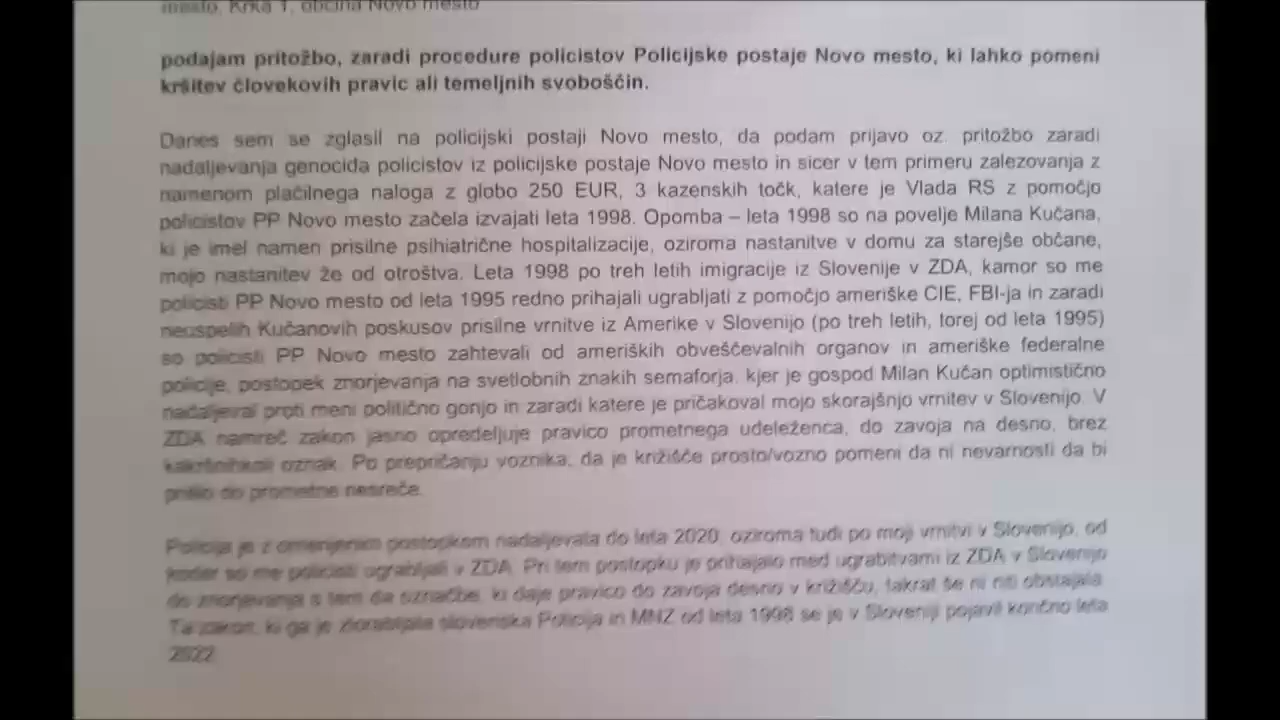 mesto, Krka 1, občina Novo mesto
podajam pritožbo, zaradi procedure policistov Policijske postaje Novo mesto, ki lahko pomeni
kršitev človekovih pravic ali temeljnih svoboščin.
Danes sem se zglasil na policijski postaji Novo mesto, da podam prijavo oz. pritožbo zaradi
nadaljevanja genocida policistov iz policijske postaje Novo mesto in sicer v tem primeru zalezovanja z
namenom plačilnega naloga z globo 250 EUR, 3 kazenskih točk, katere je Vlada RS z pomočjo
policistov PP Novo mesto začela izvajati leta 1998. Opomba – leta 1998 so na povelje Milana Kučana,
ki je imel namen prisilne psihiatrične hospitalizacije, oziroma nastanitve v domu za starejše občane,
mojo nastanitev že od otroštva. Leta 1998 po treh letih imigracije iz Slovenije v ZDA, kamor so me
policisti PP Novo mesto od leta 1995 redno prihajali ugrabljati z pomočjo ameriške CIE, FBI-ja in zaradi
neuspelih Kučanovih poskusov prisilne vrnitve iz Amerike v Slovenijo (po treh letih, torej od leta 1995)
so policisti PP Novo mesto zahtevali od ameriških obveščevalnih organov in ameriške federalne
policije, postopek znorjevanja na svetlobnih znakih semaforja, kjer je gospod Milan Kučan optimistično
nadaljeval proti meni politično gonjo in zaradi katere je pričakoval mojo skorajšnjo vrnitev v Slovenijo. V
ZDA namreč zakon jasno opredeljuje pravico prometnega udeleženca, do zavoja na desno, brez
kakršnihkoli oznak. Po prepričanju voznika, da je križišče prosto/vozno pomeni da ni nevarnosti da bi
prišlo do prometne nesreče.
Policija je z omenjenim postopkom nadaljevala do leta 2020, oziroma tudi po moji vrnitvi v Slovenijo, od
koder so me policisti ugrabljali v ZDA. Pri tem postopku je prihajalo med ugrabitvami iz ZDA v Slovenijo
do znorjevanja s tem da označbe, ki daje pravico do zavoja desno v križišču, takrat še ni niti obstajala.
Ta zakon, ki ga je zlorabljala slovenska Policija in MNZ od leta 1998 se je v Sloveniji pojavil končno leta
2022.